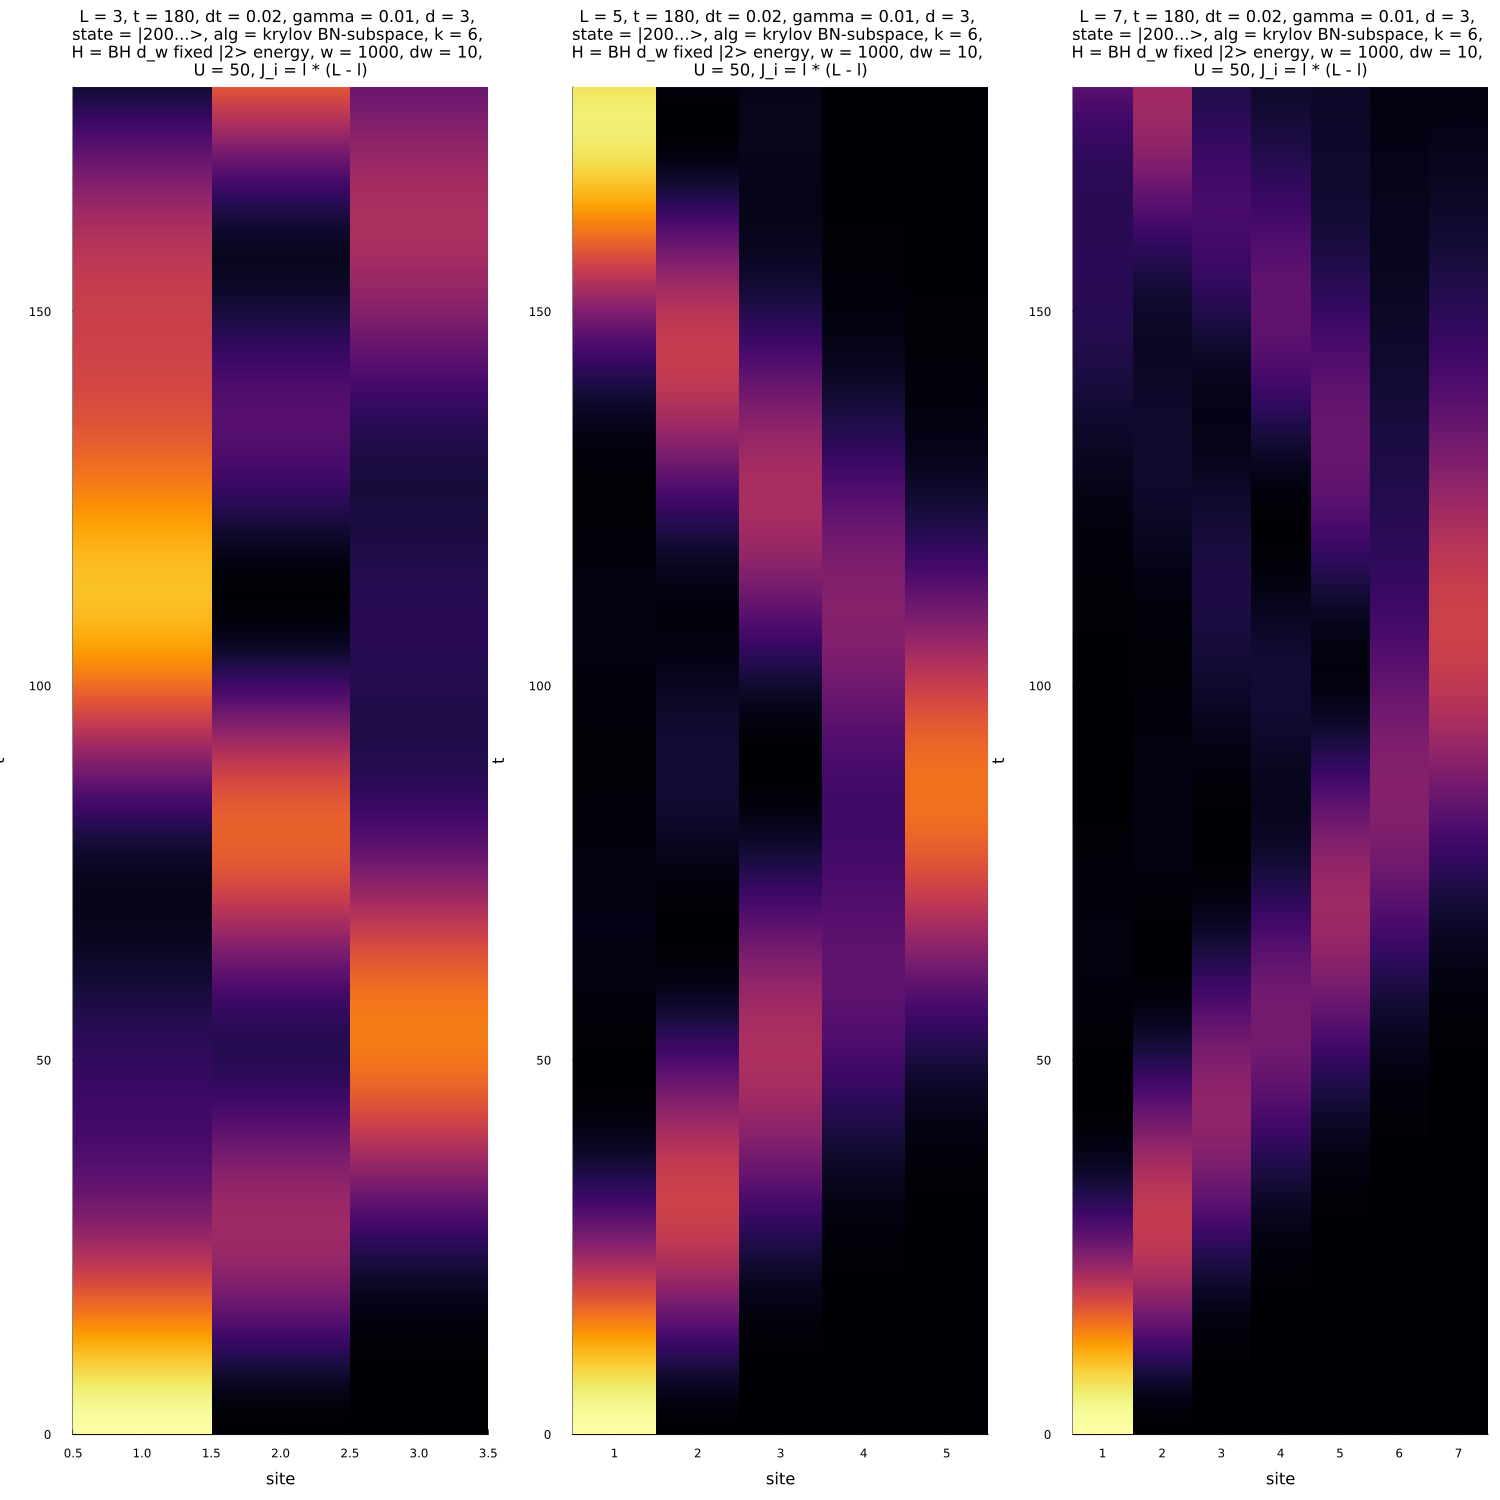 L = 3, t = 180, dt = 0.02, gamma = 0.01, d = 3,
state = |200...>, alg = krylov BN-subspace, k = 6,
H = BH d_w fixed |2> energy, w = 1000, dw = 10,
U = 50, J_i = l * (L - l)
150
100
50
0
0.5 1.0 1.5 2.0 2.5 3.0 3.5
site
t
L = 5, t = 180, dt = 0.02, gamma = 0.01, d = 3,
state = |200...>, alg = krylov BN-subspace, k = 6,
H = BH d_w fixed |2> energy, w = 1000, dw = 10,
U = 50, J_i = l * (L - l)
150
100
50
0
1 2 3 4 5
site
t
L = 7, t = 180, dt = 0.02, gamma = 0.01, d = 3,
state = |200...>, alg = krylov BN-subspace, k = 6,
H = BH d_w fixed |2> energy, w = 1000, dw = 10,
U = 50, J_i = l * (L - l)
150
100
50
0
1 2 3 4 5 6 7
site
t